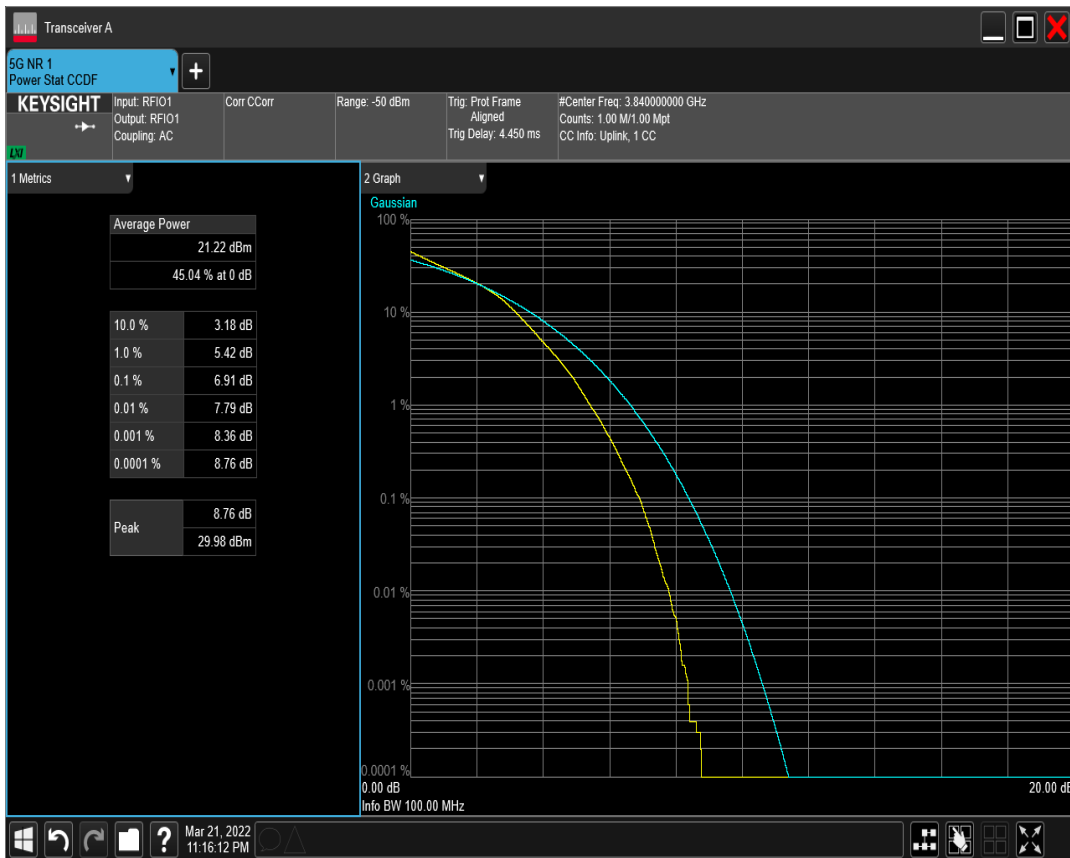 Transceiver A
5G NR 1
Power Stat CCDF
KEYSIGHT
LXI
Input: RFIO1
Output: RFIO1
Coupling: AC
Corr CCorr
Range: -50 dBm
Trig: Prot Frame
Aligned
Trig Delay: 4.450 ms
#Center Freq: 3.840000000 GHz
Counts: 1.00 M/1.00 Mpt
CC Info: Uplink, 1 CC
1 Metrics
Average Power
21.22 dBm
45.04 % at 0 dB
10.0 % 3.18 dB
1.0 % 5.42 dB
0.1 % 6.91 dB
0.01 % 7.79 dB
0.001 % 8.36 dB
0.0001 % 8.76 dB
Peak
8.76 dB
29.98 dBm
2 Graph
Gaussian
100 %
10 %
1 %
0.1 %
0.01 %
0.001 %
0.0001 %
0.00 dB 20.00 dB
Info BW 100.00 MHz
?
Mar 21, 2022
11:16:12 PM